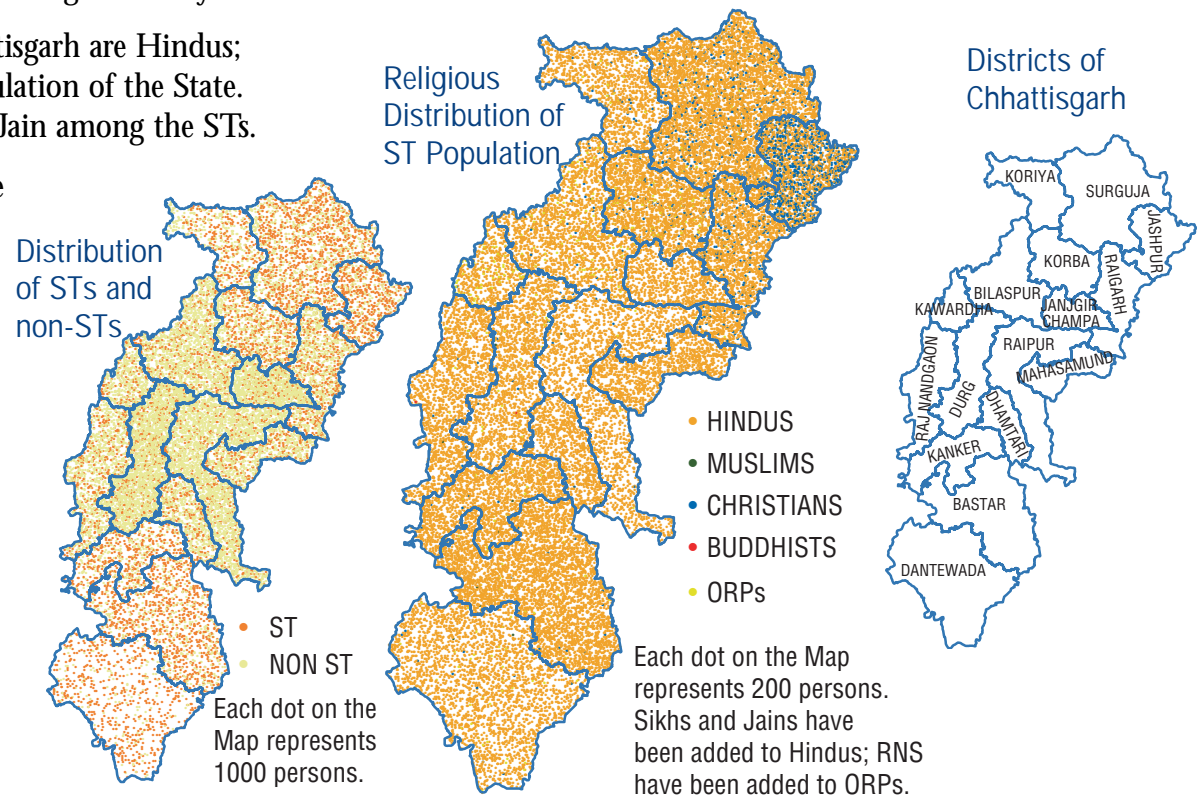 tisgarh are Hindus;
ulation of the State.
Jain among the STs.
Distribution
of STs and
non-STs
ST
NON ST
Each dot on the
Map represents
1000 persons.
Religious
Distribution of
ST Population
HINDUS
MUSLIMS
CHRISTIANS
BUDDHISTS
ORPs
Each dot on the Map
represents 200 persons.
Sikhs and Jains have
been added to Hindus; RNS
have been added to ORPs.
Districts of
Chhattisgarh
KORIYA
SURGUJA
JASHPUR
KORBA
RAIGARH
BILASPUR
JANJGIR
CHAMPA
KAWARDHA
RAIPUR
MAHASAMUND
RAJ NANDGAON
DURG
DHAMTARI
KANKER
BASTAR
DANTEWADA